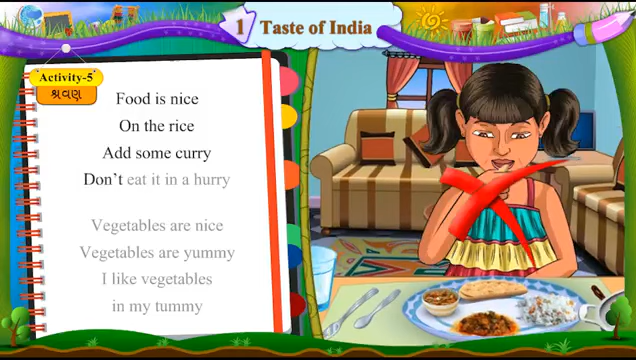 1 Taste of India
Activity-5
શ્રવણ
Food is nice
On the rice
Add some curry
Don't eat it in a hurry
Vegetables are nice
Vegetables are yummy
I like vegetables
in my tummy